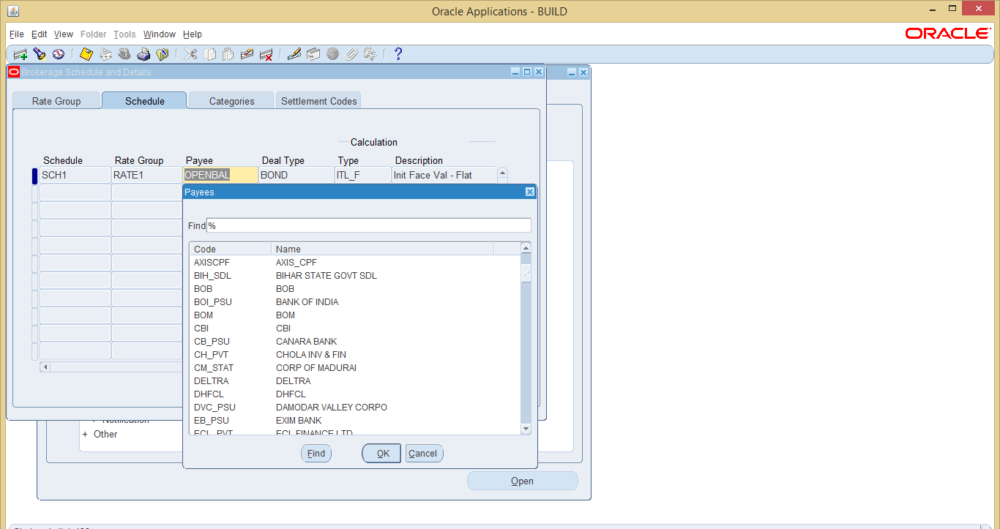 Oracle Applications - BUILD
File Edit View Folder Tools Window Help
ORACLE
Brokerage Schedule and Details
Rate Group Schedule Categories Settlement Codes
Calculation
Schedule Rate Group Payee Deal Type Type Description
SCH1 RATE1 OPENBAL BOND ITL_F Init Face Val - Flat
Payees
Find %
Code Name
AXISCPF AXIS_CPF
BIH_SDL BIHAR STATE GOVT SDL
BOB BOB
BOI_PSU BANK OF INDIA
BOM BOM
CBI CBI
CB_PSU CANARA BANK
CH_PVT CHOLA INV & FIN
CM_STAT CORP OF MADURAI
DELTRA DELTRA
DHFCL DHFCL
DVC_PSU DAMODAR VALLEY CORPO
EB_PSU EXIM BANK
ECL_PVT ECL FINANCE LTD
+ Notification
+ Other
Find OK Cancel
Open